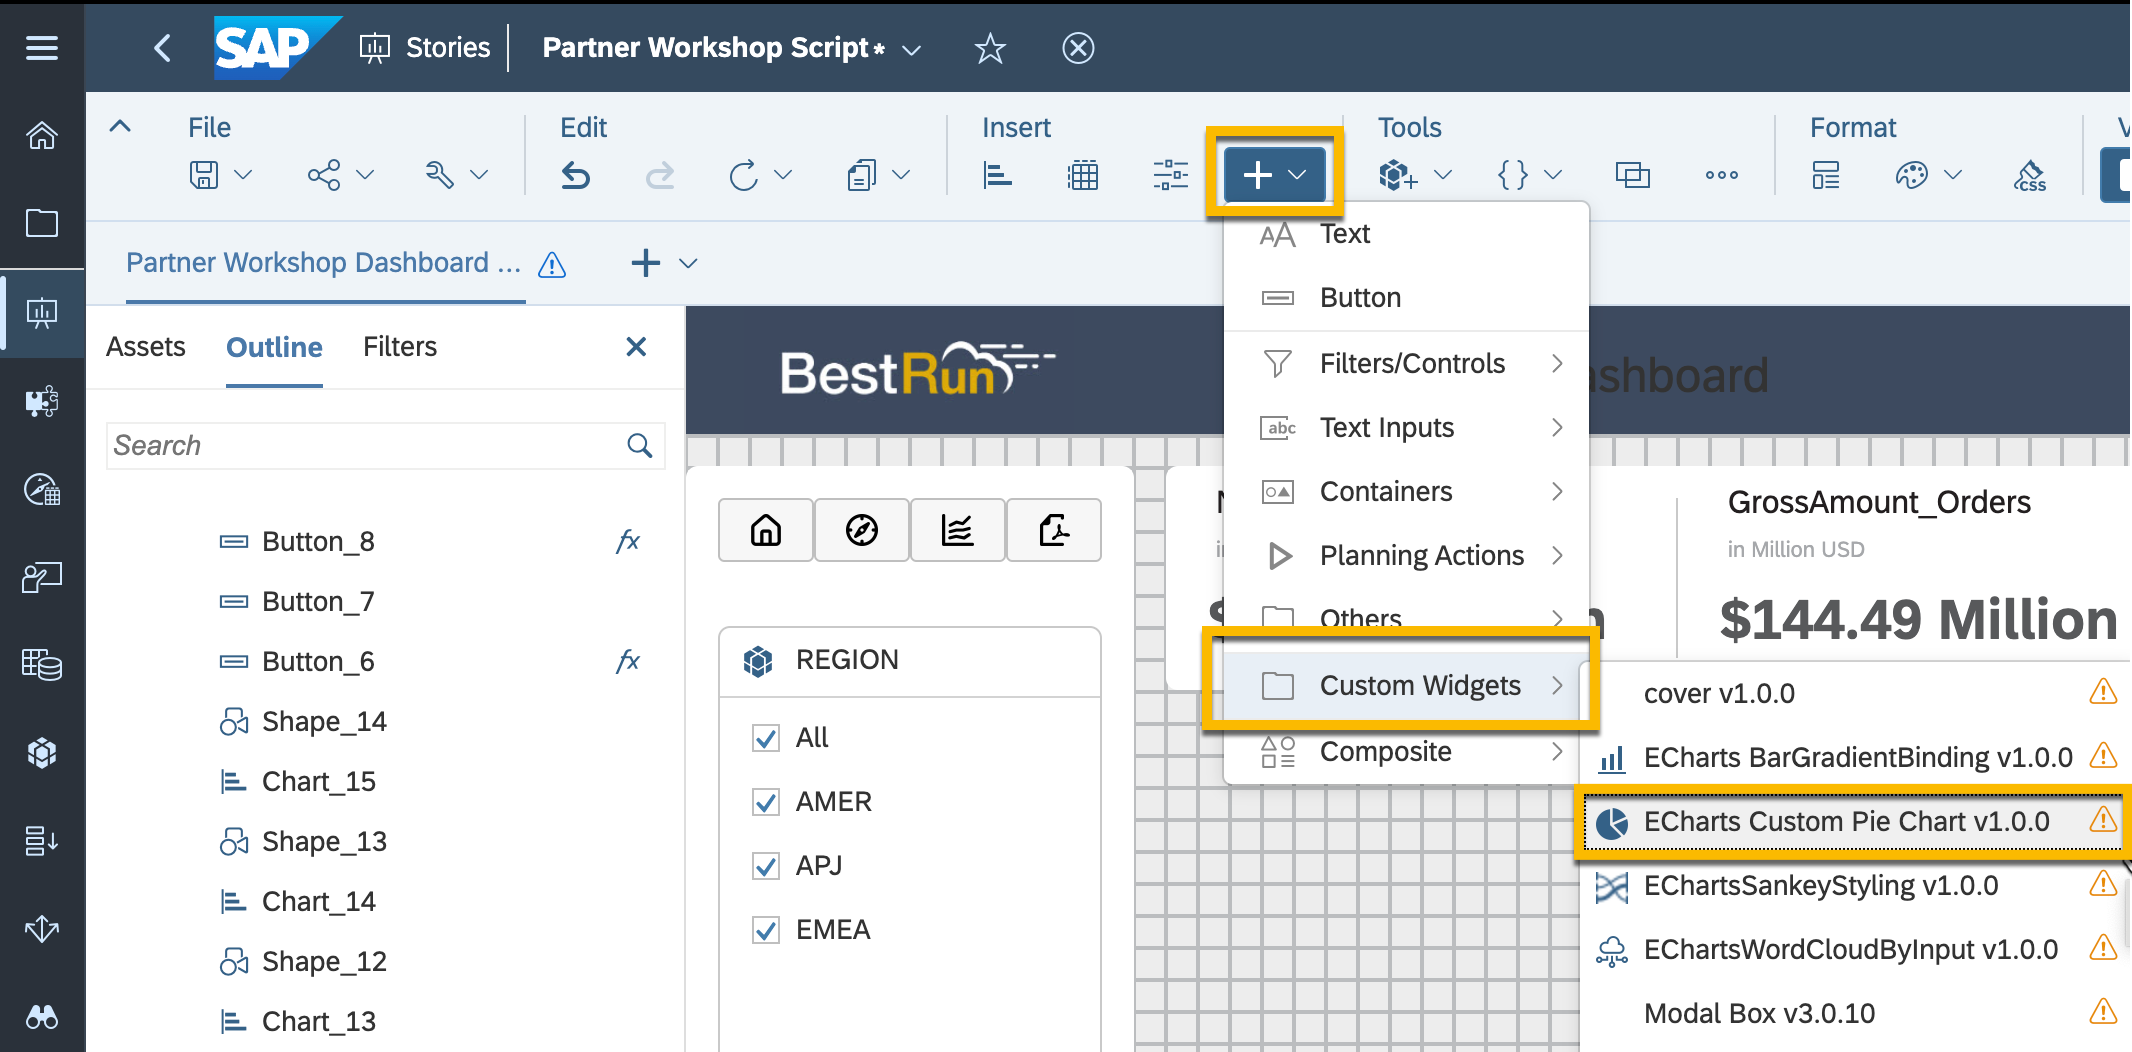 SAP Stories Partner Workshop Script*
File Edit Insert Tools Format
CSS
Partner Workshop Dashboard ...
Assets Outline Filters
Search
Button_8 fx
Button_7
Button_6 fx
Shape_14
Chart_15
Shape_13
Chart_14
Shape_12
Chart_13
BestRun
ashboard
REGION
All
AMER
APJ
EMEA
Text
Button
Filters/Controls
abc Text Inputs
Containers
Planning Actions
Others
Custom Widgets
Composite
GrossAmount_Orders
in Million USD
$144.49 Million
cover v1.0.0
ECharts BarGradientBinding v1.0.0
ECharts Custom Pie Chart v1.0.0
EChartsSankeyStyling v1.0.0
EChartsWordCloudByInput v1.0.0
Modal Box v3.0.10